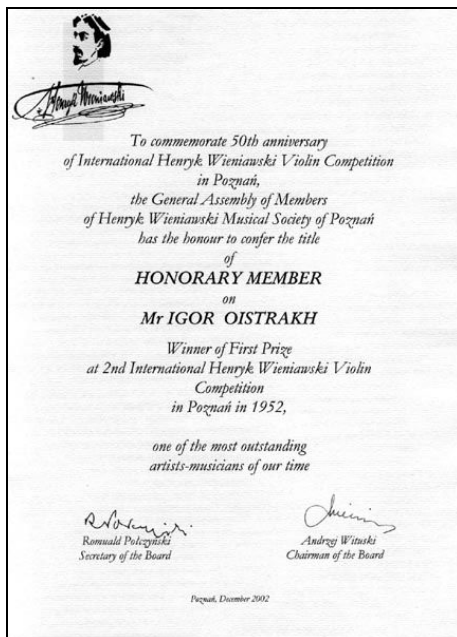 Henryk Wieniawski
To commemorate 50th anniversary
of International Henryk Wieniawski Violin Competition
in Poznań,
the General Assembly of Members
of Henryk Wieniawski Musical Society of Poznań
has the honour to confer the title
of
HONORARY MEMBER
on
Mr IGOR OISTRAKH
Winner of First Prize
at 2nd International Henryk Wieniawski Violin
Competition
in Poznań in 1952,
one of the most outstanding
artists-musicians of our time
Romuald Połczyński
Secretary of the Board
Andrzej Wituski
Chairman of the Board
Poznań, December 2002